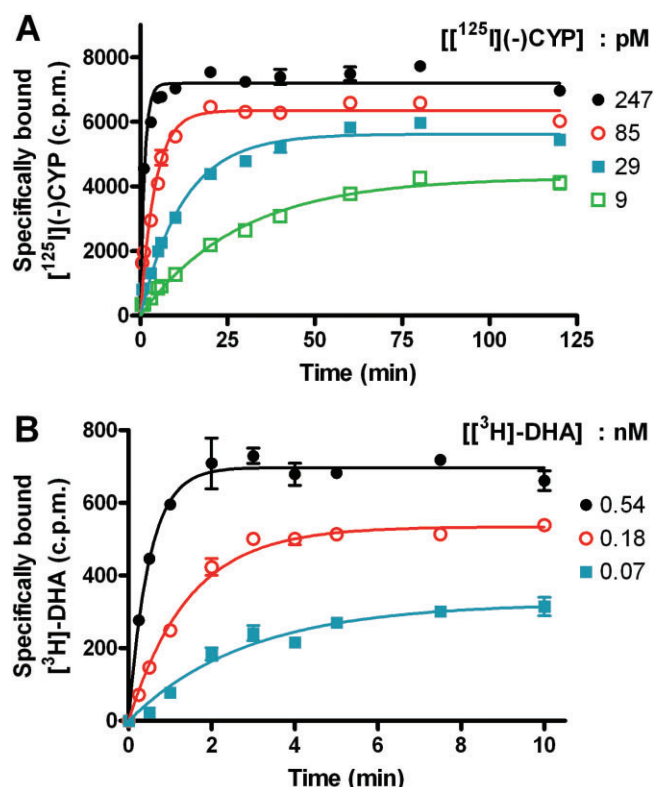 A
[[¹²⁵I](-)CYP] : pM
247
85
29
9
Specifically bound
[¹²⁵I](-)CYP (c.p.m.)
8000
6000
4000
2000
0
0 25 50 75 100 125
Time (min)
B
[[³H]-DHA] : nM
0.54
0.18
0.07
Specifically bound
[³H]-DHA (c.p.m.)
800
600
400
200
0
0 2 4 6 8 10
Time (min)